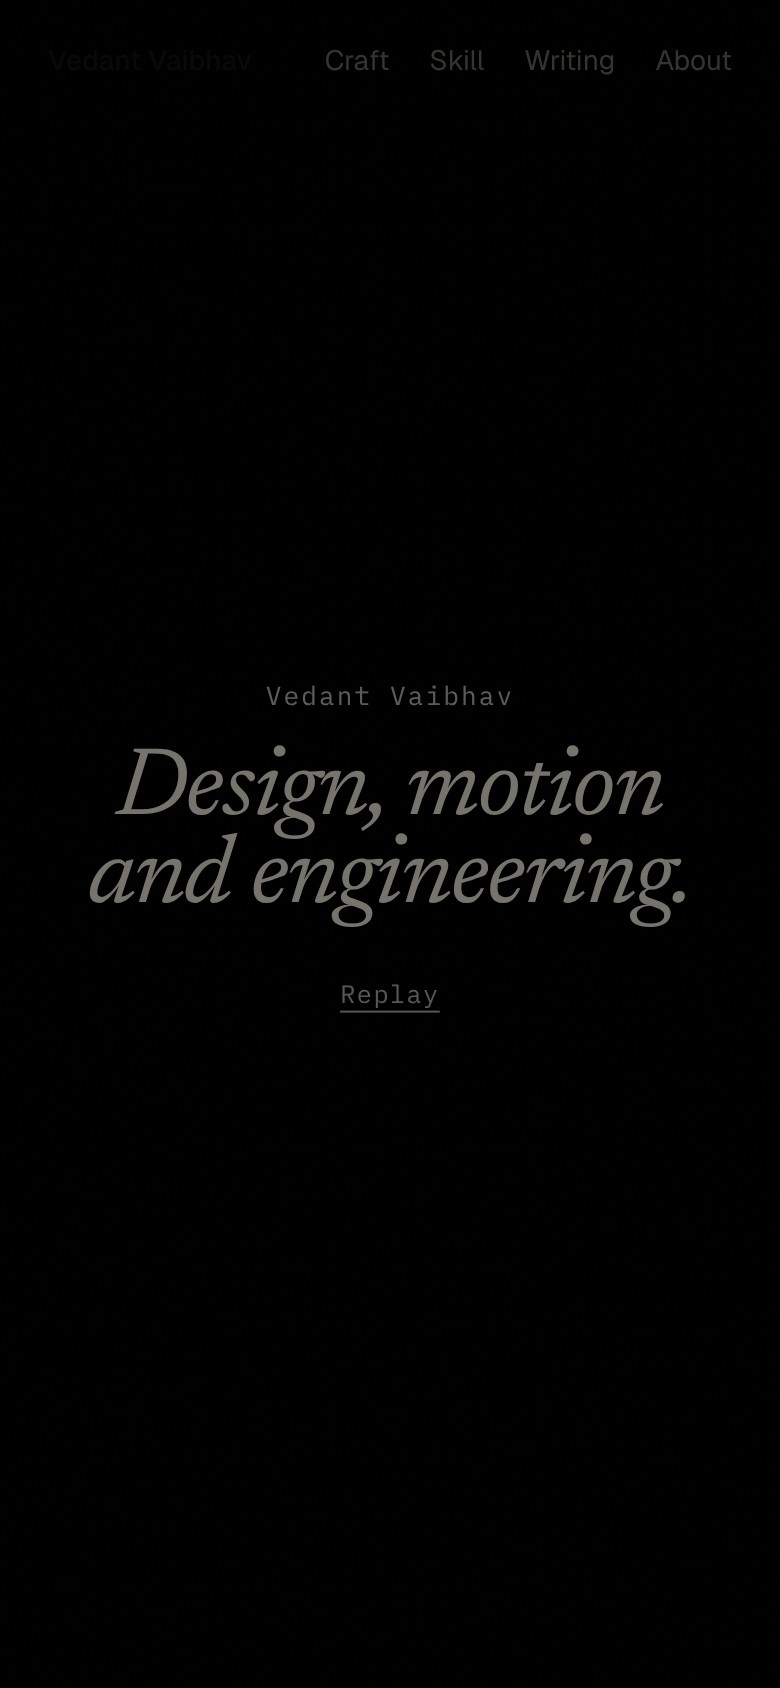 Vedant Vaibhav Craft Skill Writing About
Vedant Vaibhav
Design, motion
and engineering.
Replay